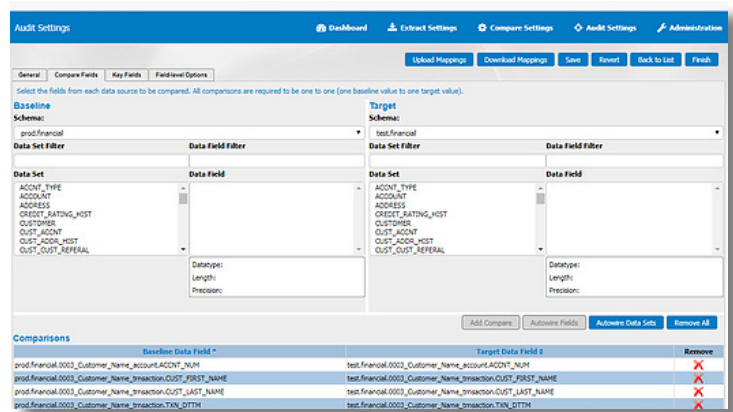 Audit Settings
Dashboard
Extract Settings
Compare Settings
Audit Settings
Administration
Upload Mappings
Download Mappings
Save
Revert
Back to List
Finish
General
Compare Fields
Key Fields
Field-level Options
Select the fields from each data source to be compared. All comparisons are required to be one to one (one baseline value to one target value).
Baseline
Schema:
prod.financial
Data Set Filter
Data Field Filter
Data Set
Data Field
ACCNT_TYPE
ACCOUNT
ADDRESS
CREDIT_RATING_HIST
CUSTOMER
CUST_ACCNT
CUST_ADDR_HIST
CUST_CUST_REFERAL
Datatype:
Length:
Precision:
Target
Schema:
test.financial
Data Set Filter
Data Field Filter
Data Set
Data Field
ACCNT_TYPE
ACCOUNT
ADDRESS
CREDIT_RATING_HIST
CUSTOMER
CUST_ACCNT
CUST_ADDR_HIST
CUST_CUST_REFERAL
Datatype:
Length:
Precision:
Add Compare
Autowire Fields
Autowire Data Sets
Remove All
Comparisons
Baseline Data Field
Target Data Field
Remove
prod.financial.0003_Customer_Name_account.ACCNT_NUM test.financial.0003_Customer_Name_account.ACCNT_NUM
prod.financial.0003_Customer_Name_trnsaction.CUST_FIRST_NAME test.financial.0003_Customer_Name_trnsaction.CUST_FIRST_NAME
prod.financial.0003_Customer_Name_trnsaction.CUST_LAST_NAME test.financial.0003_Customer_Name_trnsaction.CUST_LAST_NAME
prod.financial.0003_Customer_Name_trnsaction.TXN_DTTM test.financial.0003_Customer_Name_trnsaction.TXN_DTTM